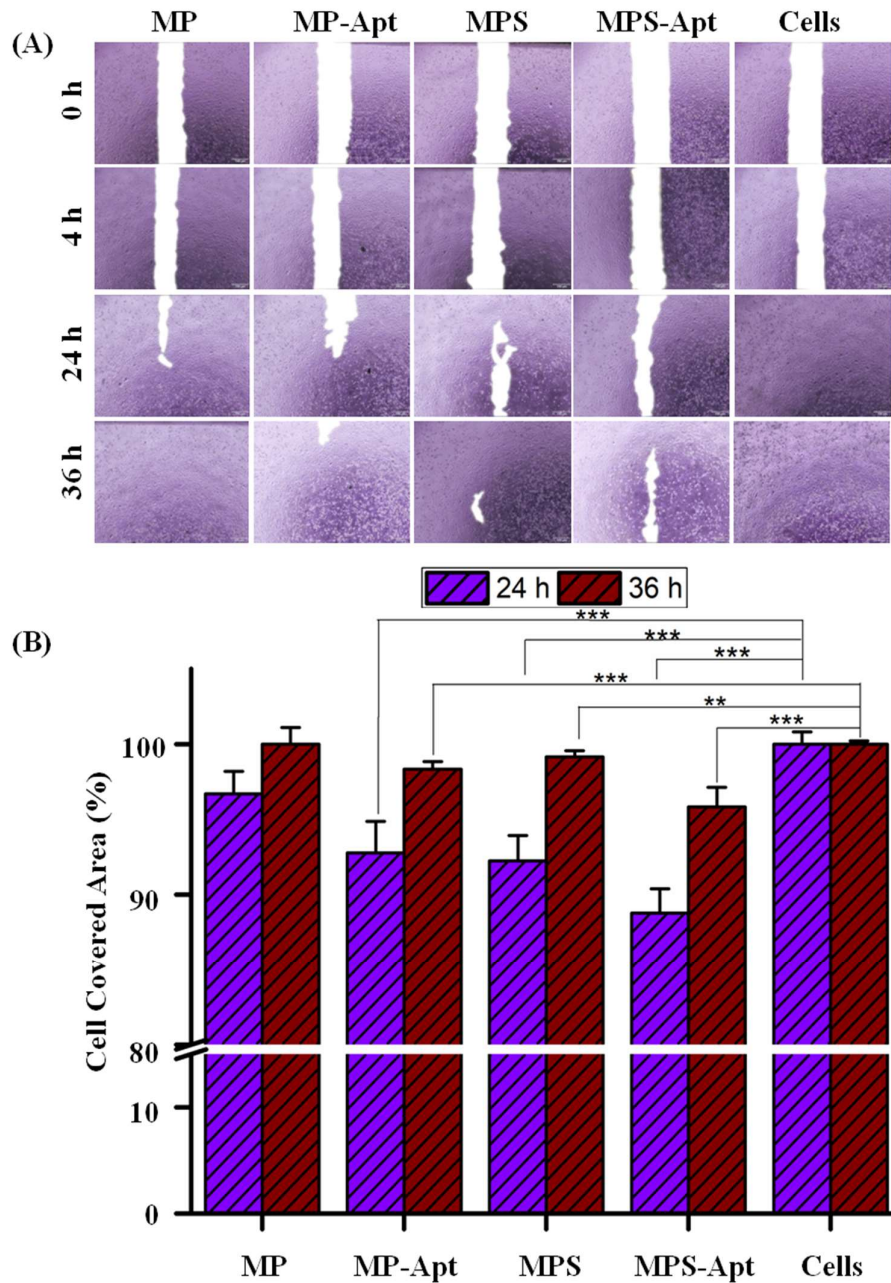 MP MP-Apt MPS MPS-Apt Cells
(A)
0 h
4 h
24 h
36 h
24 h 36 h
(B)
***
***
***
***
**
***
Cell Covered Area (%)
100
90
80
10
0
MP MP-Apt MPS MPS-Apt Cells